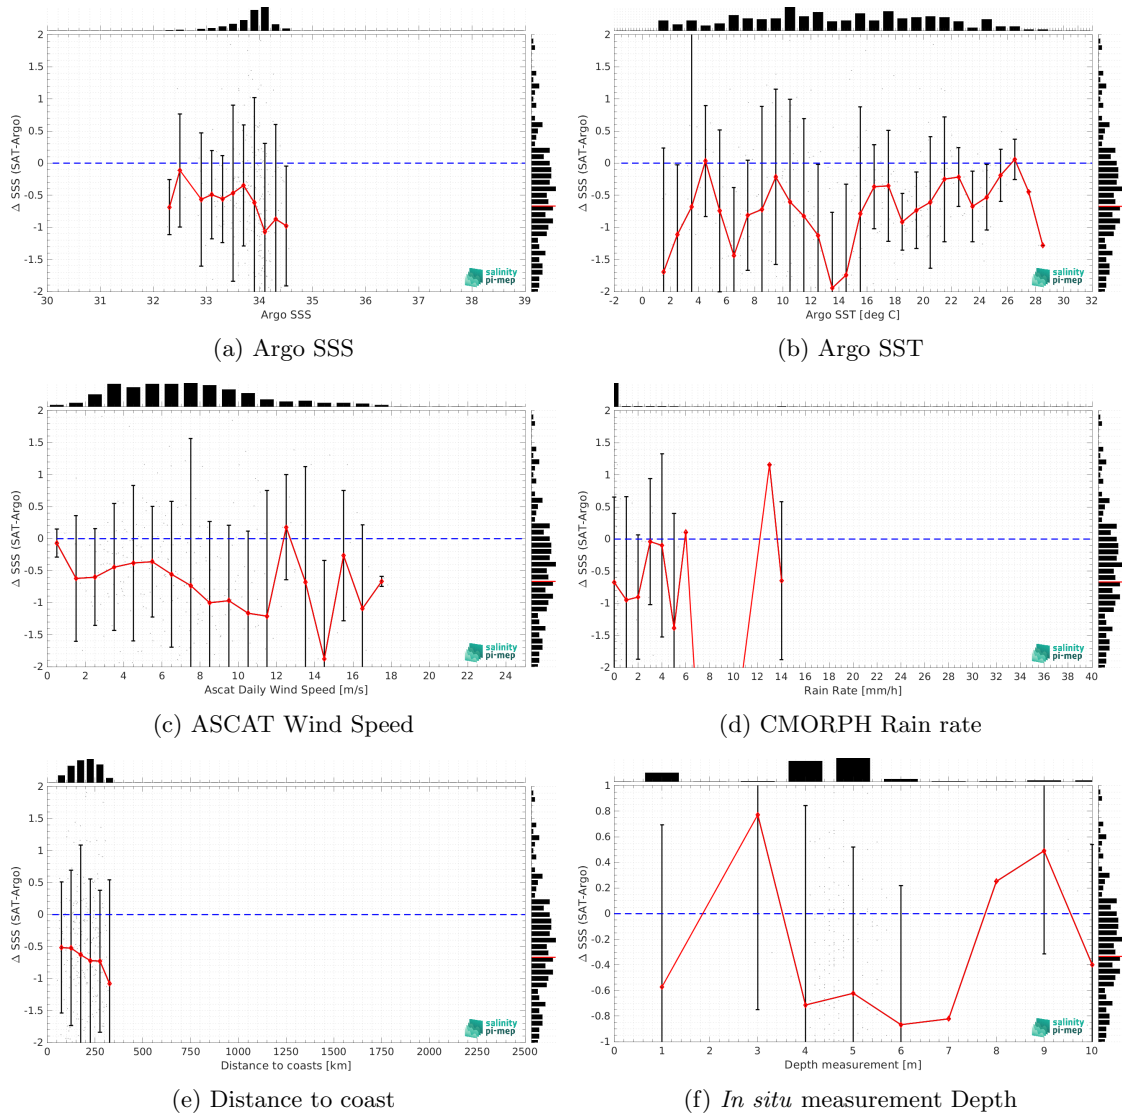 2
1.5
1
0.5
0
-0.5
-1
-1.5
-2
Δ SSS (SAT-Argo)
30 31 32 33 34 35 36 37 38 39
Argo SSS
salinity
pi-mep
(a) Argo SSS
2
1.5
1
0.5
0
-0.5
-1
-1.5
-2
Δ SSS (SAT-Argo)
-2 0 2 4 6 8 10 12 14 16 18 20 22 24 26 28 30 32
Argo SST [deg C]
salinity
pi-mep
(b) Argo SST
2
1.5
1
0.5
0
-0.5
-1
-1.5
-2
Δ SSS (SAT-Argo)
0 2 4 6 8 10 12 14 16 18 20 22 24
Ascat Daily Wind Speed [m/s]
salinity
pi-mep
(c) ASCAT Wind Speed
2
1.5
1
0.5
0
-0.5
-1
-1.5
-2
Δ SSS (SAT-Argo)
0 2 4 6 8 10 12 14 16 18 20 22 24 26 28 30 32 34 36 38 40
Rain Rate [mm/h]
salinity
pi-mep
(d) CMORPH Rain rate
2
1.5
1
0.5
0
-0.5
-1
-1.5
-2
Δ SSS (SAT-Argo)
0 250 500 750 1000 1250 1500 1750 2000 2250 2500
Distance to coasts [km]
salinity
pi-mep
(e) Distance to coast
1
0.8
0.6
0.4
0.2
0
-0.2
-0.4
-0.6
-0.8
-1
Δ SSS (SAT-Argo)
0 1 2 3 4 5 6 7 8 9 10
Depth measurement [m]
salinity
pi-mep
(f) In situ measurement Depth